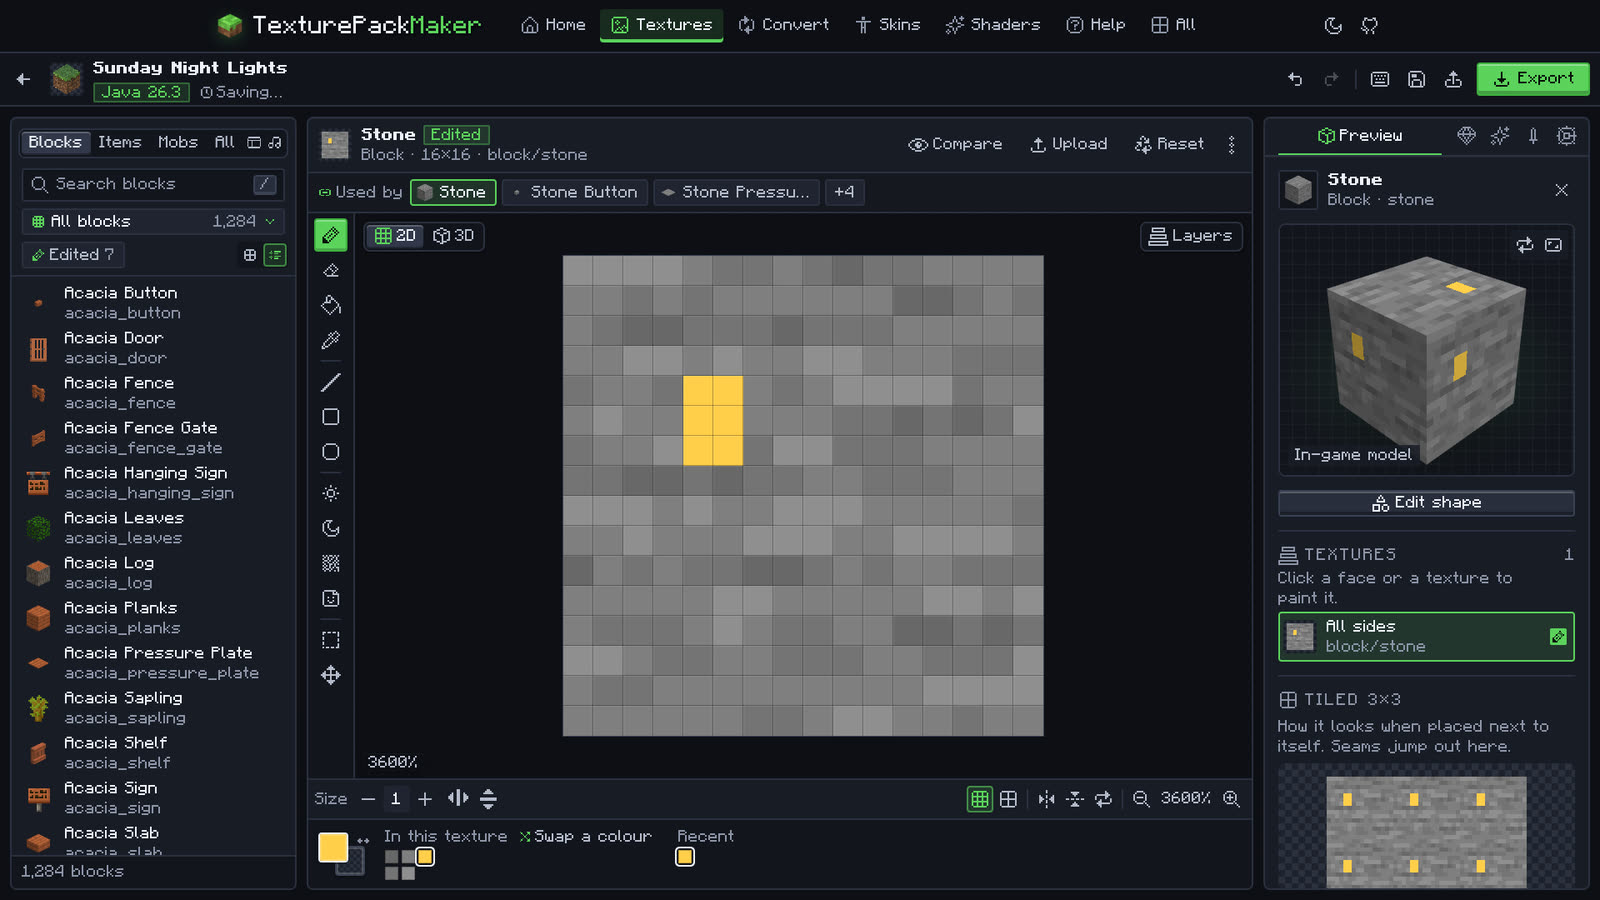 TexturePackMaker
Home
Textures
Convert
Skins
Shaders
Help
All
Sunday Night Lights
Java 26.3
Saving...
Export
Blocks
Items
Mobs
All
Search blocks
/
All blocks
1,284
Edited 7
Acacia Button
acacia_button
Acacia Door
acacia_door
Acacia Fence
acacia_fence
Acacia Fence Gate
acacia_fence_gate
Acacia Hanging Sign
acacia_hanging_sign
Acacia Leaves
acacia_leaves
Acacia Log
acacia_log
Acacia Planks
acacia_planks
Acacia Pressure Plate
acacia_pressure_plate
Acacia Sapling
acacia_sapling
Acacia Shelf
acacia_shelf
Acacia Sign
acacia_sign
Acacia Slab
acacia_slab
1,284 blocks
Stone
Edited
Block · 16×16 · block/stone
Compare
Upload
Reset
Used by
Stone
Stone Button
Stone Pressu...
+4
2D
3D
Layers
3600%
Size
1
3600%
In this texture
Swap a colour
Recent
Preview
Stone
Block · stone
In-game model
Edit shape
TEXTURES
1
Click a face or a texture to
paint it.
All sides
block/stone
TILED 3×3
How it looks when placed next to
itself. Seams jump out here.